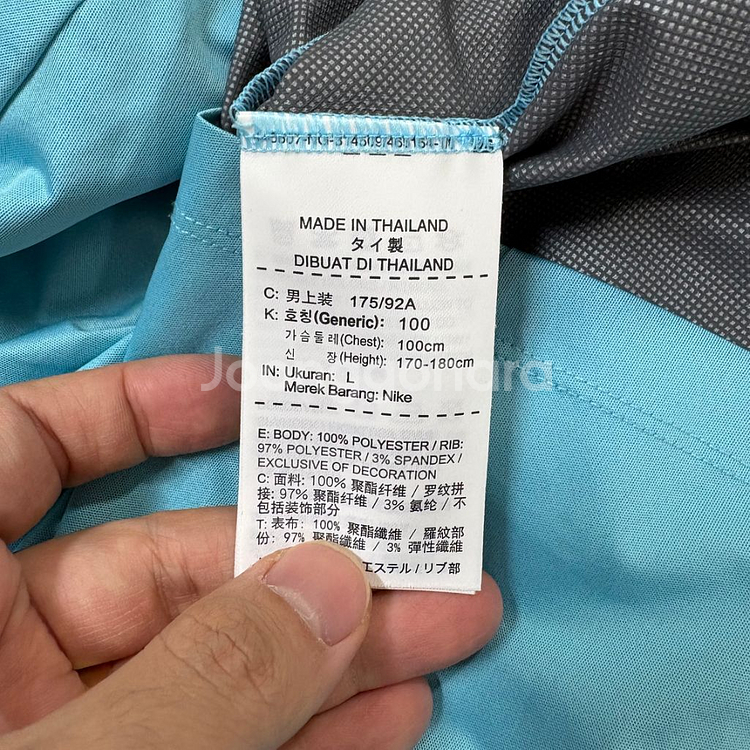 MADE IN THAILAND
タイ製
DIBUAT DI THAILAND
C: 男上装 175/92A
K: 호칭(Generic): 100
가슴둘레(Chest): 100cm
신 장(Height): 170-180cm
IN: Ukuran: L
Merek Barang: Nike
E: BODY: 100% POLYESTER / RIB:
97% POLYESTER / 3% SPANDEX /
EXCLUSIVE OF DECORATION
C: 面料: 100% 聚酯纤维 / 罗纹拼
接: 97% 聚酯纤维 / 3% 氨纶 / 不
包括装饰部分
T: 表布: 100% 聚酯纖維 / 羅紋部
份: 97% 聚酯纖維 / 3% 彈性纖維
エステル / リブ部